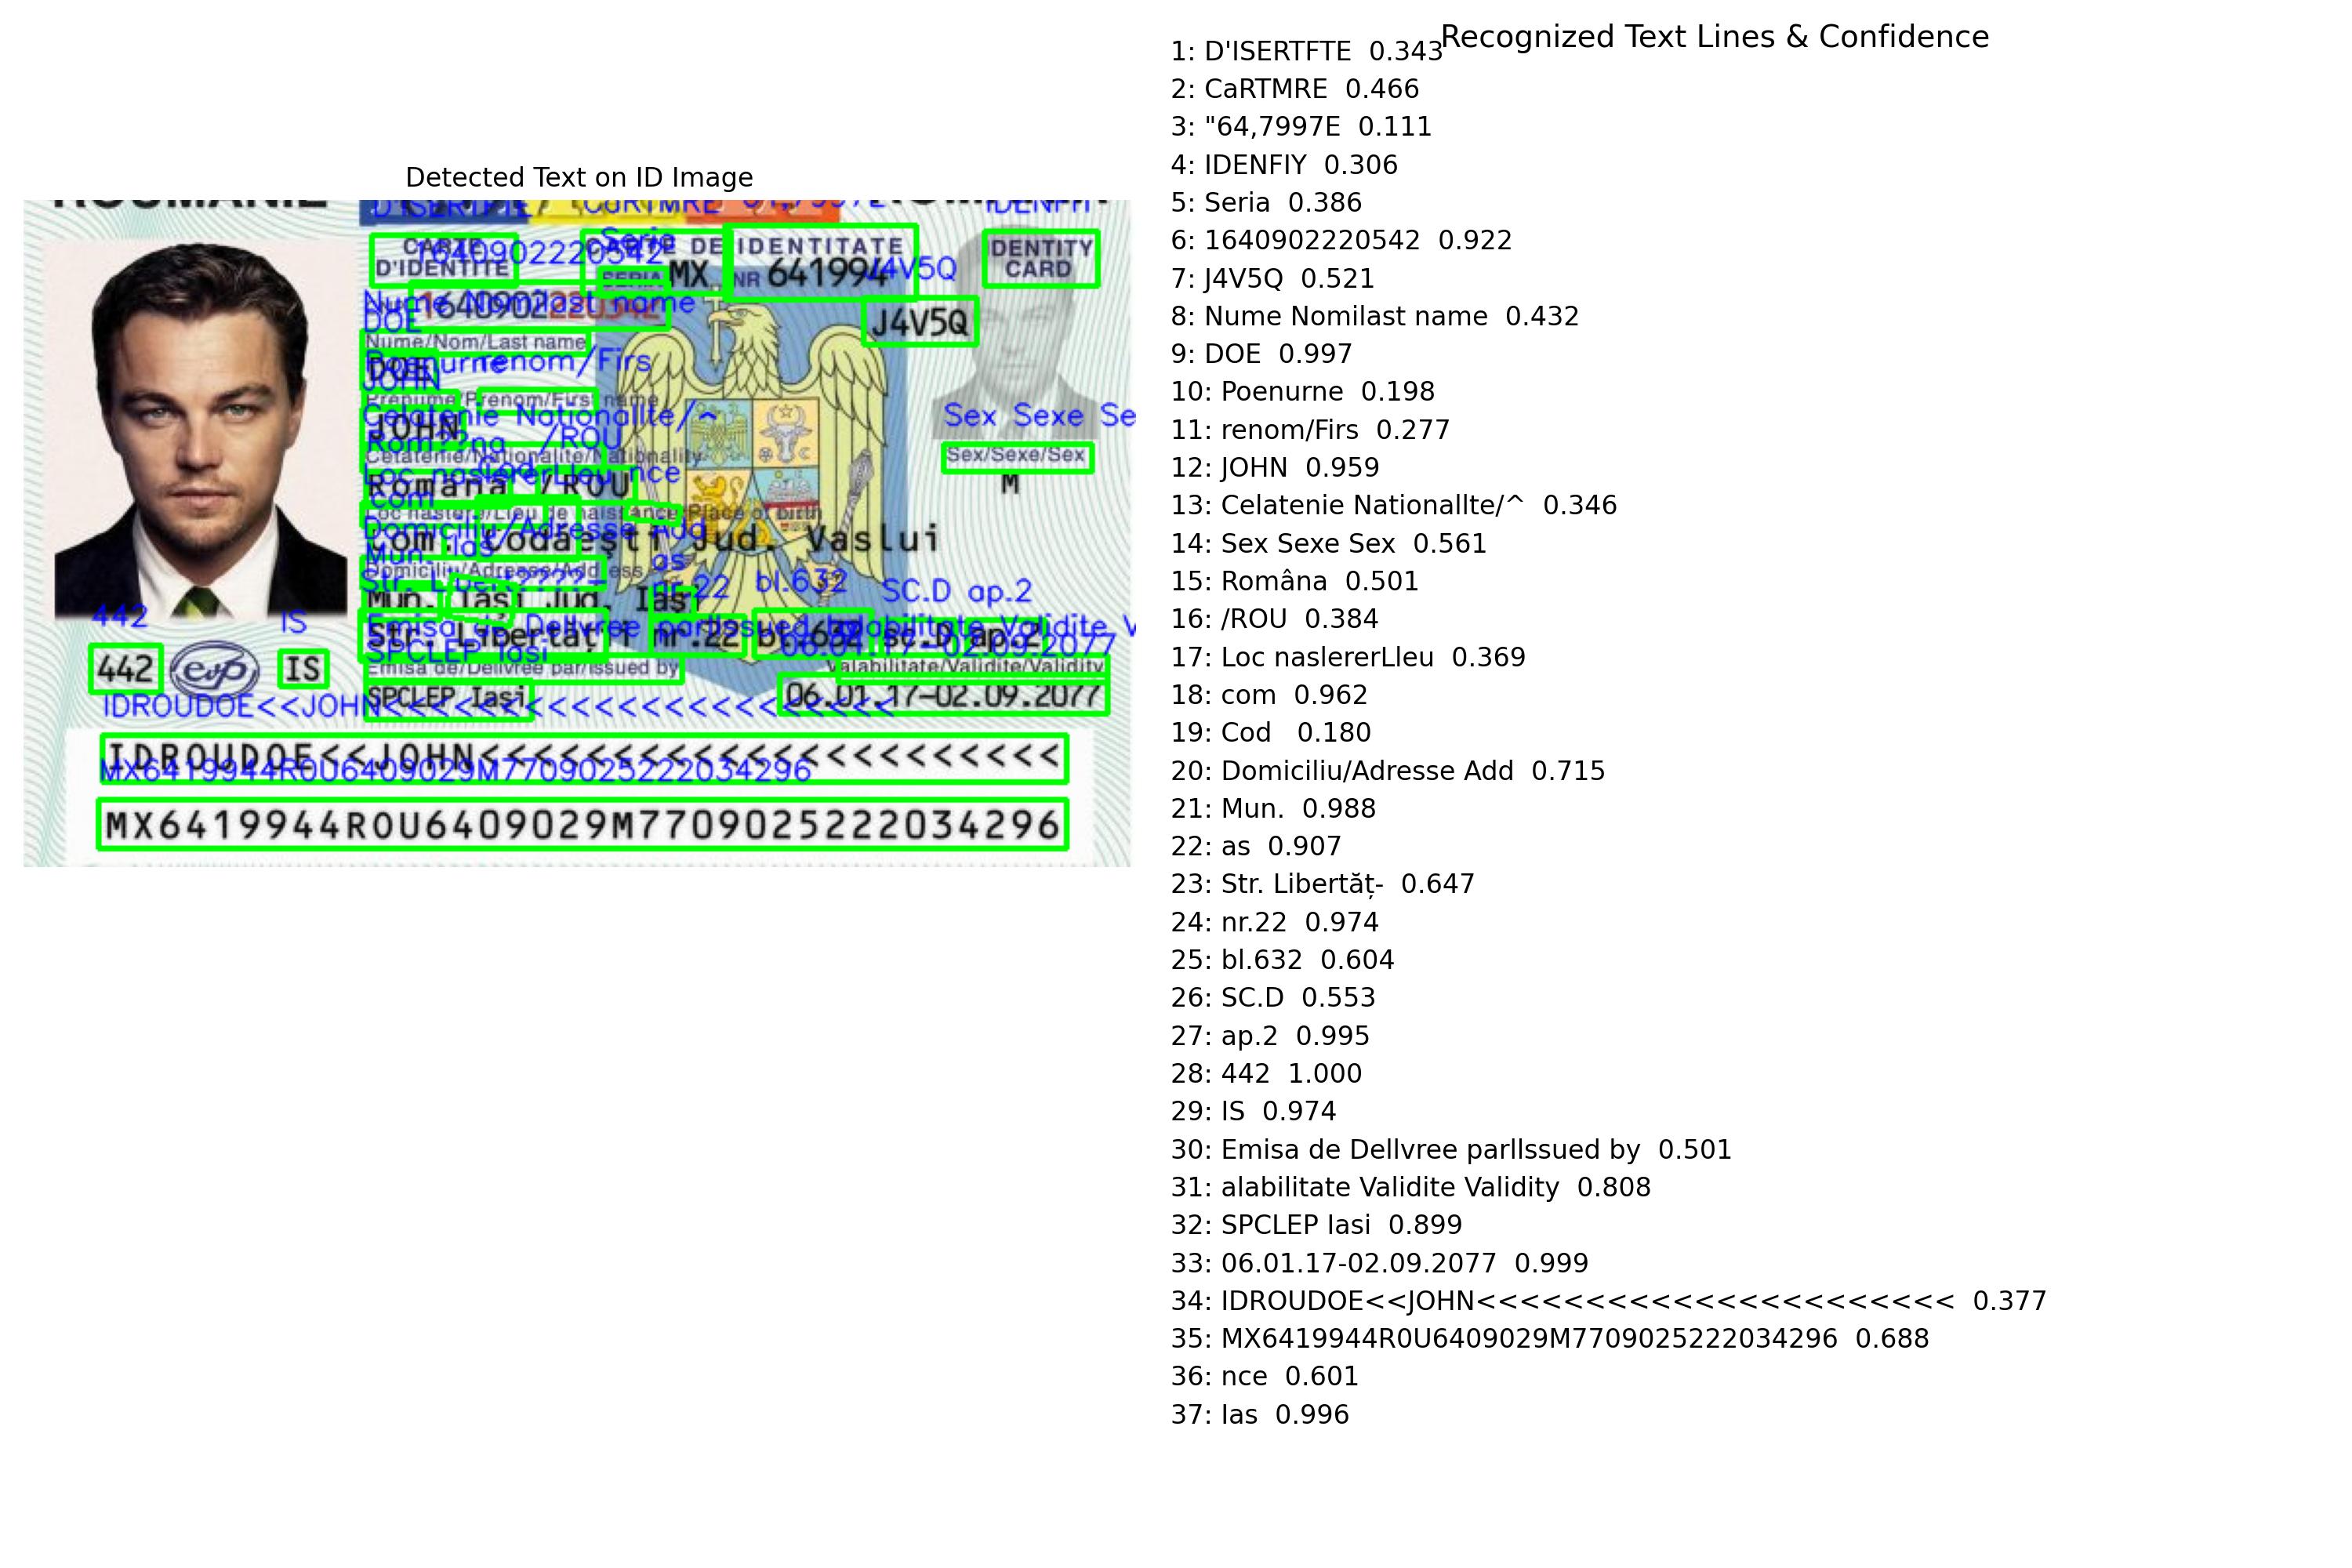 Recognized Text Lines & Confidence
Detected Text on ID Image
CARTE DE IDENTITATE
D'IDENTITE
IDENTITY
CARD
SERIA MX NR 641994
J4V5Q
Nume/Nom/Last name
DOE
Prenume/Prenom/First name
JOHN
Cetatenie/Nationalite/Nationality
Sex/Sexe/Sex
Română /ROU
M
Loc nastere/Lieu de naissance/Place of birth
Com. Codăeşti Jud. Vaslui
Domiciliu/Adresse/Address
Mun. Iaşi Jud. Iaşi
Str. Libertăţii nr.22 bl.632 sc.D ap.2
442
IS
Emisa de/Delivree par/Issued by
Valabilitate/Validite/Validity
SPCLEP Iaşi
06.01.17-02.09.2077
IDROUDOE<<JOHN<<<<<<<<<<<<<<<<<<<<<<
MX6419944R0U6409029M7709025222034296
1: D'ISERTFTE 0.343
2: CaRTMRE 0.466
3: "64,7997E 0.111
4: IDENFIY 0.306
5: Seria 0.386
6: 1640902220542 0.922
7: J4V5Q 0.521
8: Nume Nomilast name 0.432
9: DOE 0.997
10: Poenurne 0.198
11: renom/Firs 0.277
12: JOHN 0.959
13: Celatenie Nationallte/^ 0.346
14: Sex Sexe Sex 0.561
15: Româna 0.501
16: /ROU 0.384
17: Loc naslererLleu 0.369
18: com 0.962
19: Cod 0.180
20: Domiciliu/Adresse Add 0.715
21: Mun. 0.988
22: as 0.907
23: Str. Libertăț- 0.647
24: nr.22 0.974
25: bl.632 0.604
26: SC.D 0.553
27: ap.2 0.995
28: 442 1.000
29: IS 0.974
30: Emisa de Dellvree parllssued by 0.501
31: alabilitate Validite Validity 0.808
32: SPCLEP Iasi 0.899
33: 06.01.17-02.09.2077 0.999
34: IDROUDOE<<JOHN<<<<<<<<<<<<<<<<<<<<<< 0.377
35: MX6419944R0U6409029M7709025222034296 0.688
36: nce 0.601
37: Ias 0.996